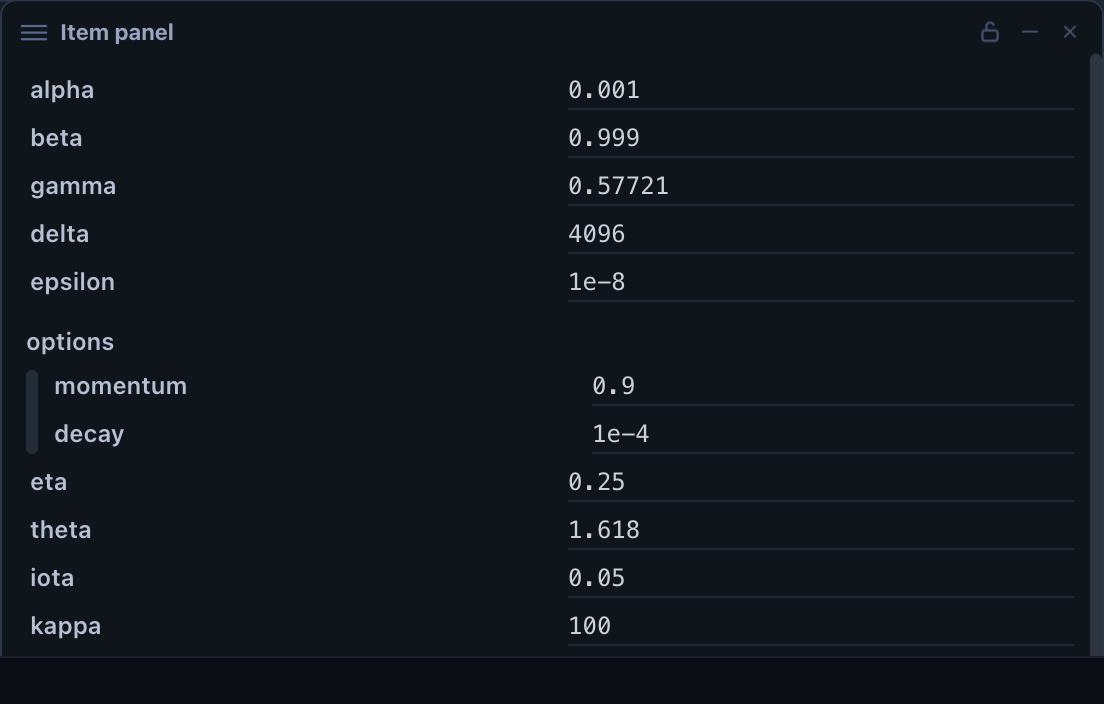 Item panel
alpha 0.001
beta 0.999
gamma 0.57721
delta 4096
epsilon 1e-8
options
momentum 0.9
decay 1e-4
eta 0.25
theta 1.618
iota 0.05
kappa 100